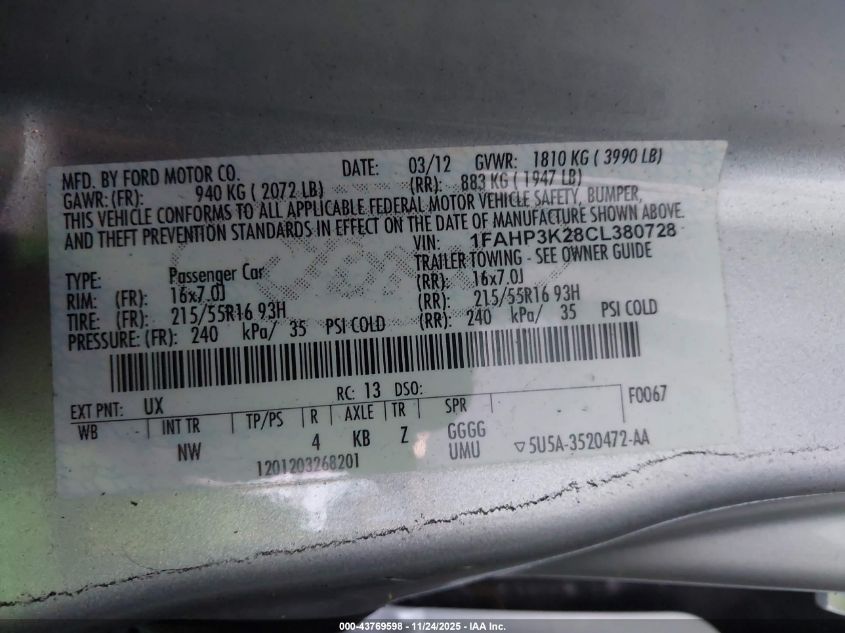 MFD. BY FORD MOTOR CO. DATE: 03/12 GVWR: 1810 KG ( 3990 LB)
GAWR: (FR): 940 KG ( 2072 LB) (RR): 883 KG ( 1947 LB)
THIS VEHICLE CONFORMS TO ALL APPLICABLE FEDERAL MOTOR VEHICLE SAFETY, BUMPER,
AND THEFT PREVENTION STANDARDS IN EFFECT ON THE DATE OF MANUFACTURE SHOWN ABOVE.
VIN: 1FAHP3K28CL380728
TYPE: Passenger Car TRAILER TOWING - SEE OWNER GUIDE
RIM: (FR): 16x7.0J (RR): 16x7.0J
TIRE: (FR): 215/55R16 93H (RR): 215/55R16 93H
PRESSURE: (FR): 240 kPa/ 35 PSI COLD (RR): 240 kPa/ 35 PSI COLD
EXT PNT: UX RC: 13 DSO: F0067
WB INT TR TP/PS R AXLE TR SPR
NW 4 KB Z GGGG
UMU ▽5U5A-3520472-AA
1201203268201
000-43769598 - 11/24/2025 - IAA Inc.